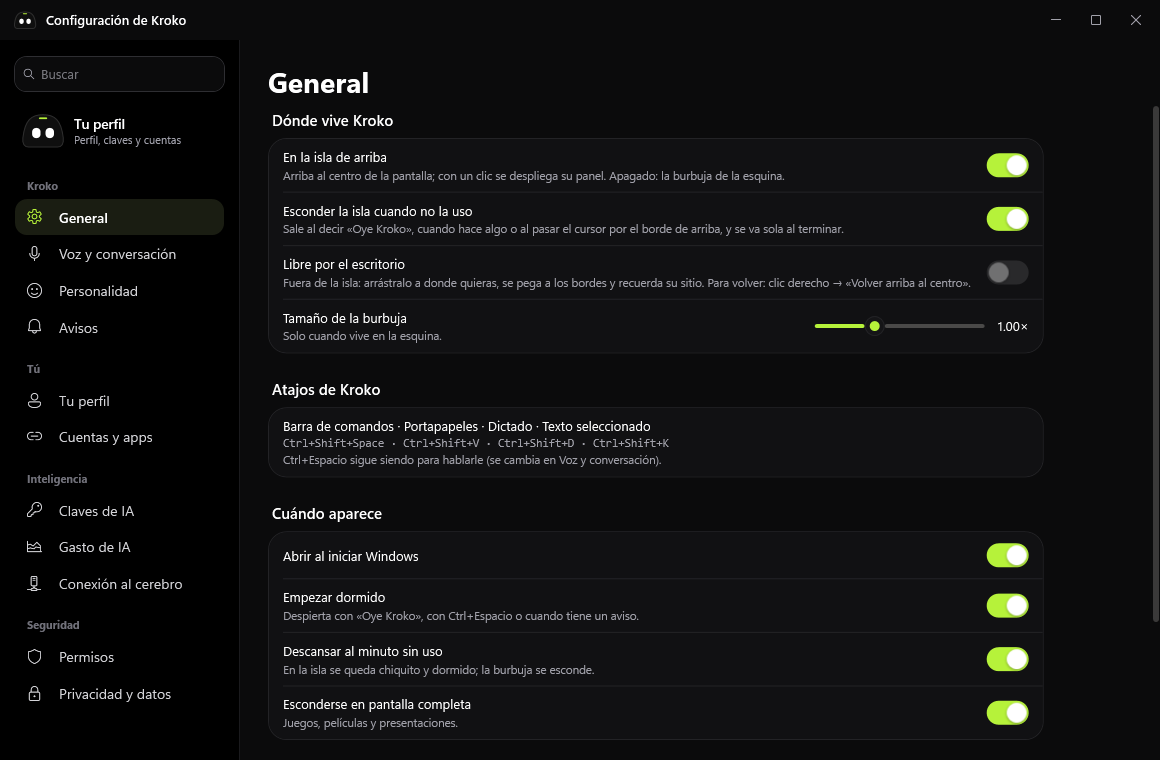 Configuración de Kroko
Buscar
Tu perfil
Perfil, claves y cuentas
Kroko
General
Voz y conversación
Personalidad
Avisos
Tú
Tu perfil
Cuentas y apps
Inteligencia
Claves de IA
Gasto de IA
Conexión al cerebro
Seguridad
Permisos
Privacidad y datos
General
Dónde vive Kroko
En la isla de arriba
Arriba al centro de la pantalla; con un clic se despliega su panel. Apagado: la burbuja de la esquina.
Esconder la isla cuando no la uso
Sale al decir «Oye Kroko», cuando hace algo o al pasar el cursor por el borde de arriba, y se va sola al terminar.
Libre por el escritorio
Fuera de la isla: arrástralo a donde quieras, se pega a los bordes y recuerda su sitio. Para volver: clic derecho → «Volver arriba al centro».
Tamaño de la burbuja
Solo cuando vive en la esquina.
1.00×
Atajos de Kroko
Barra de comandos · Portapapeles · Dictado · Texto seleccionado
Ctrl+Shift+Space · Ctrl+Shift+V · Ctrl+Shift+D · Ctrl+Shift+K
Ctrl+Espacio sigue siendo para hablarle (se cambia en Voz y conversación).
Cuándo aparece
Abrir al iniciar Windows
Empezar dormido
Despierta con «Oye Kroko», con Ctrl+Espacio o cuando tiene un aviso.
Descansar al minuto sin uso
En la isla se queda chiquito y dormido; la burbuja se esconde.
Esconderse en pantalla completa
Juegos, películas y presentaciones.